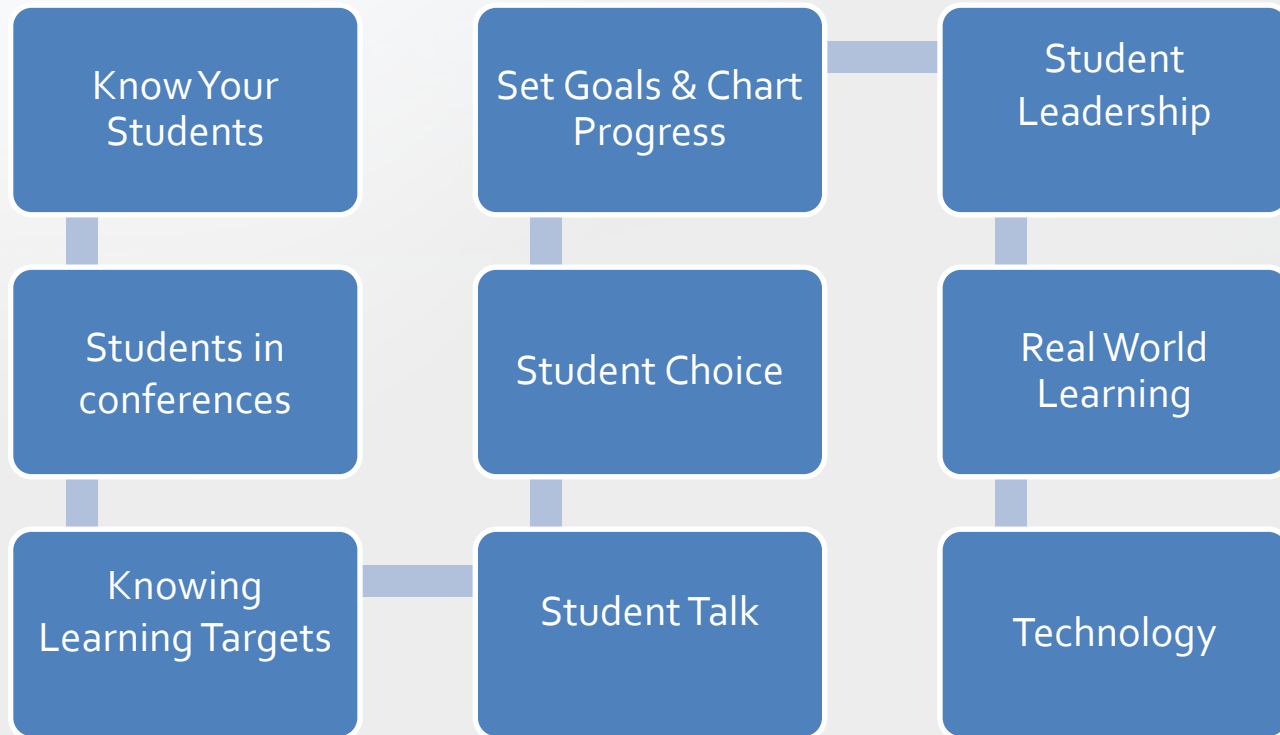 Know Your
Students
Students in
conferences
Knowing
Learning Targets
Student Talk
Student Choice
Set Goals & Chart
Progress
Student
Leadership
Real World
Learning
Technology